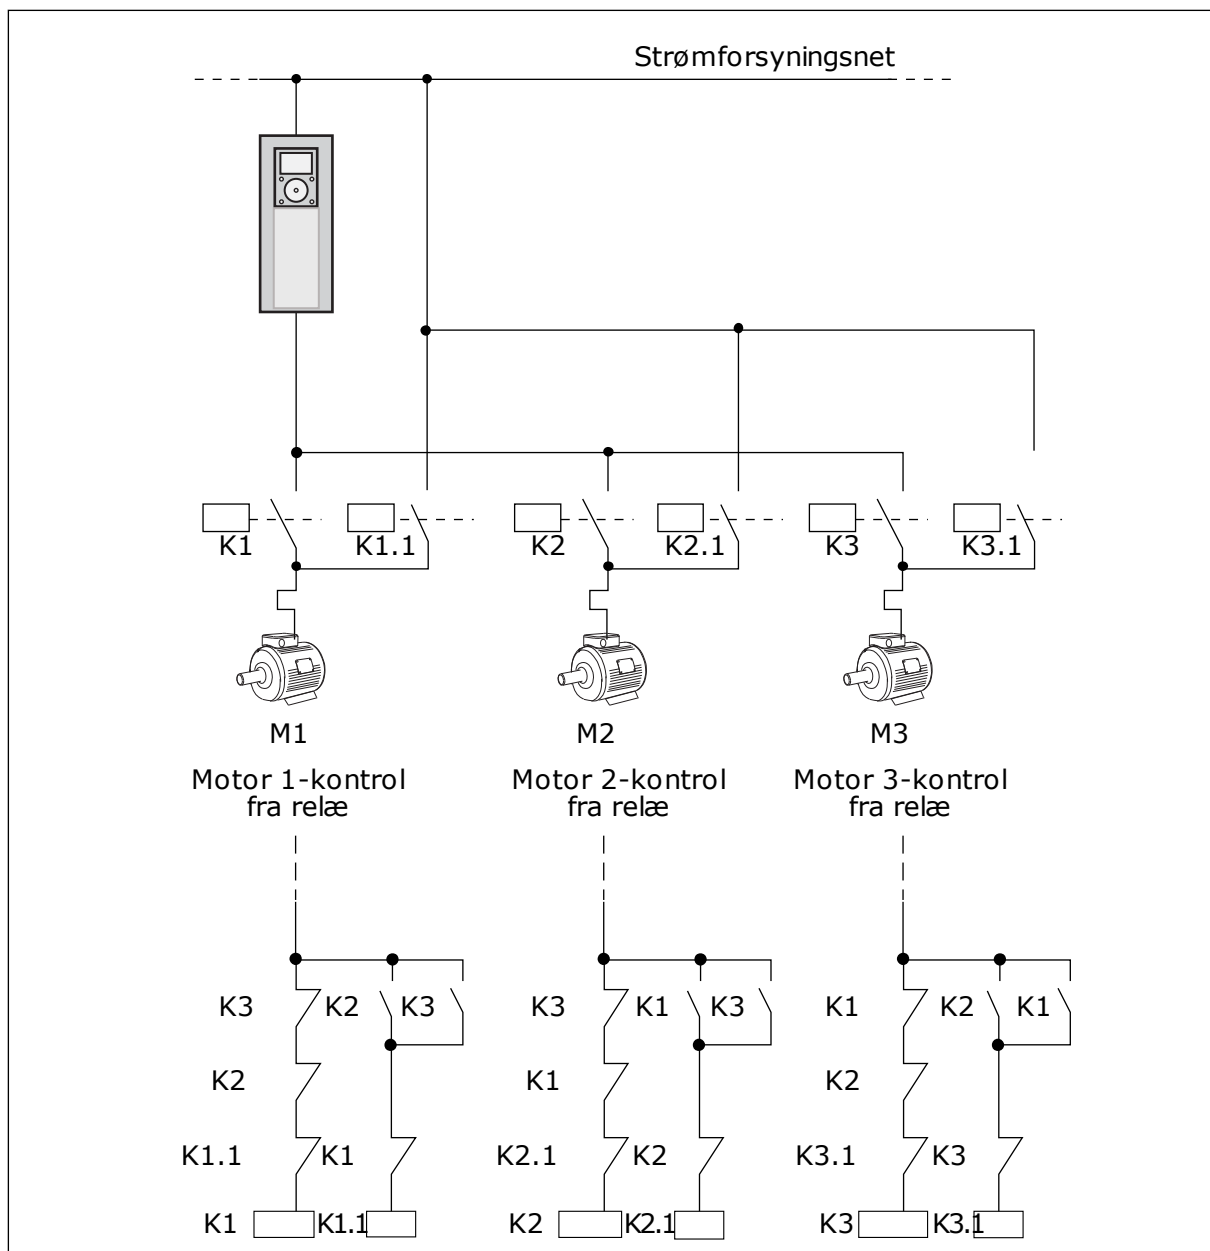 Strømforsyningsnet
K1 K1.1 K2 K2.1 K3 K3.1
M1 M2 M3
Motor 1-kontrol Motor 2-kontrol Motor 3-kontrol
fra relæ fra relæ fra relæ
K3 K2 K3 K3 K1 K3 K1 K2 K1
K2 K1 K2
K1.1 K1 K2.1 K2 K3.1 K3
K1 K1.1 K2 K2.1 K3 K3.1